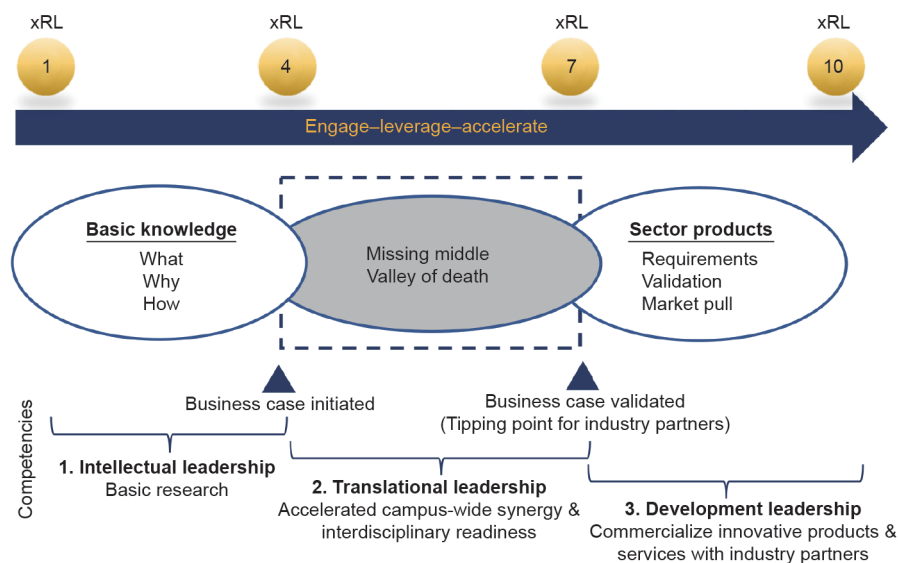 xRL
xRL
xRL
xRL
1
4
7
10
Engage–leverage–accelerate
Basic knowledge
What
Why
How
Missing middle
Valley of death
Sector products
Requirements
Validation
Market pull
Business case initiated
Business case validated
(Tipping point for industry partners)
Competencies
1. Intellectual leadership
Basic research
2. Translational leadership
Accelerated campus-wide synergy &
interdisciplinary readiness
3. Development leadership
Commercialize innovative products &
services with industry partners